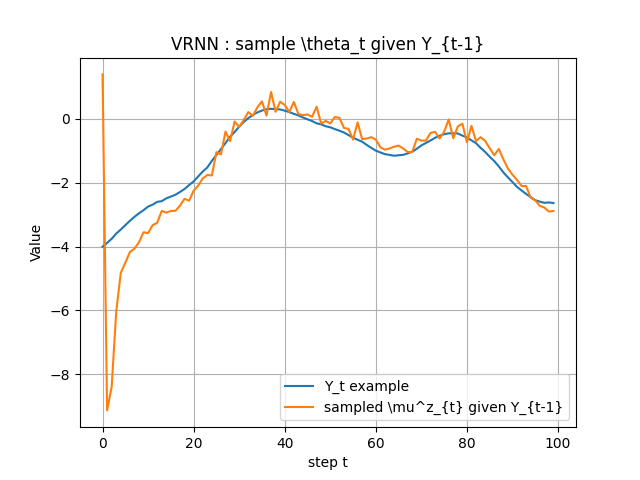 VRNN : sample \theta_t given Y_{t-1}
Value
0
−2
−4
−6
−8
0 20 40 60 80 100
step t
Y_t example
sampled \mu^z_{t} given Y_{t-1}